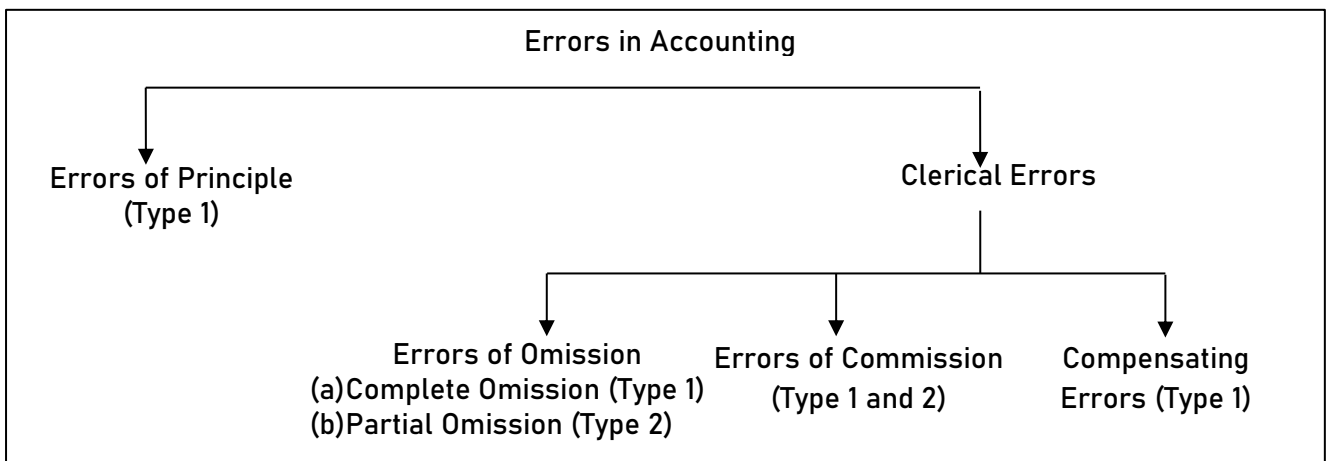 Errors in Accounting
Errors of Principle
(Type 1)
Clerical Errors
Errors of Omission
(a)Complete Omission (Type 1)
(b)Partial Omission (Type 2)
Errors of Commission
(Type 1 and 2)
Compensating
Errors (Type 1)